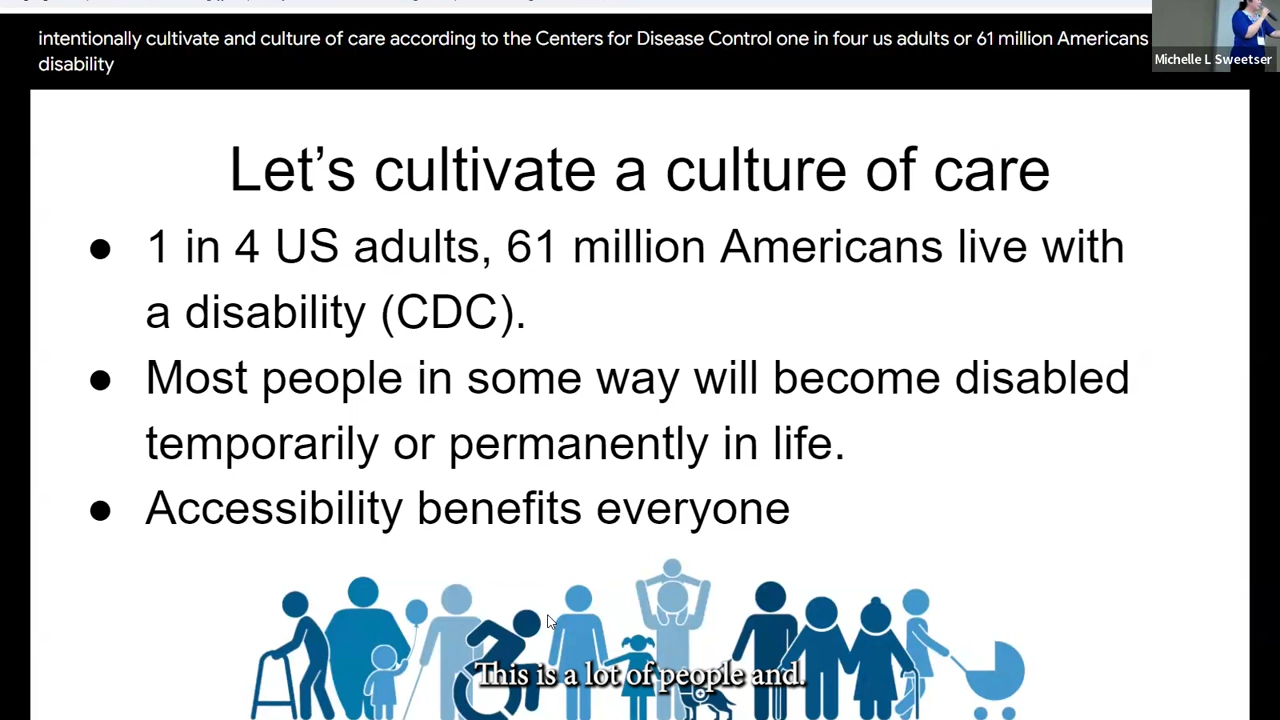 intentionally cultivate and culture of care according to the Centers for Disease Control one in four us adults or 61 million Americans
disability
Michelle L Sweetser
Let's cultivate a culture of care
● 1 in 4 US adults, 61 million Americans live with
a disability (CDC).
● Most people in some way will become disabled
temporarily or permanently in life.
● Accessibility benefits everyone
This is a lot of people and.